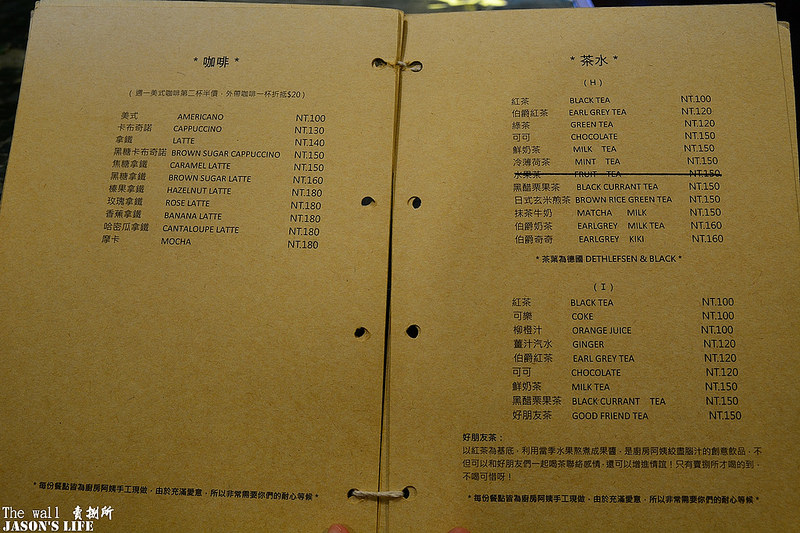 * 咖啡 *
( 週一美式咖啡第二杯半價、外帶咖啡一杯折抵$20 )
美式 AMERICANO NT.100
卡布奇諾 CAPPUCCINO NT.130
拿鐵 LATTE NT.140
黑糖卡布奇諾 BROWN SUGAR CAPPUCCINO NT.150
焦糖拿鐵 CARAMEL LATTE NT.150
黑糖拿鐵 BROWN SUGAR LATTE NT.160
榛果拿鐵 HAZELNUT LATTE NT.180
玫瑰拿鐵 ROSE LATTE NT.180
香蕉拿鐵 BANANA LATTE NT.180
哈密瓜拿鐵 CANTALOUPE LATTE NT.180
摩卡 MOCHA NT.180
* 每份餐點皆為廚房阿姨手工現做、由於充滿愛意，所以非常需要你們的耐心等候 *
* 茶水 *
( H )
紅茶 BLACK TEA NT.100
伯爵紅茶 EARL GREY TEA NT.120
綠茶 GREEN TEA NT.120
可可 CHOCOLATE NT.150
鮮奶茶 MILK TEA NT.150
冷薄荷茶 MINT TEA NT.150
水果茶 FRUIT TEA NT.150
黑醋栗果茶 BLACK CURRANT TEA NT.150
日式玄米煎茶 BROWN RICE GREEN TEA NT.150
抹茶牛奶 MATCHA MILK NT.150
伯爵奶茶 EARLGREY MILK TEA NT.160
伯爵奇奇 EARLGREY KIKI NT.160
* 茶葉為德國 DETHLEFSEN & BLACK *
( I )
紅茶 BLACK TEA NT.100
可樂 COKE NT.100
柳橙汁 ORANGE JUICE NT.100
薑汁汽水 GINGER NT.120
伯爵紅茶 EARL GREY TEA NT.120
可可 CHOCOLATE NT.120
鮮奶茶 MILK TEA NT.150
黑醋栗果茶 BLACK CURRANT TEA NT.150
好朋友茶 GOOD FRIEND TEA NT.150
好朋友茶：
以紅茶為基底，利用當季水果熬煮成果醬，是廚房阿姨絞盡腦汁的創意飲品，不
但可以和好朋友們一起喝茶聯絡感情，還可以增進情誼！只有賣捌所才喝的到，
不喝可惜呀！
* 每份餐點皆為廚房阿姨手工現做、由於充滿愛意，所以非常需要你們的耐心等候 *
The wall 賣捌所
JASON'S LIFE